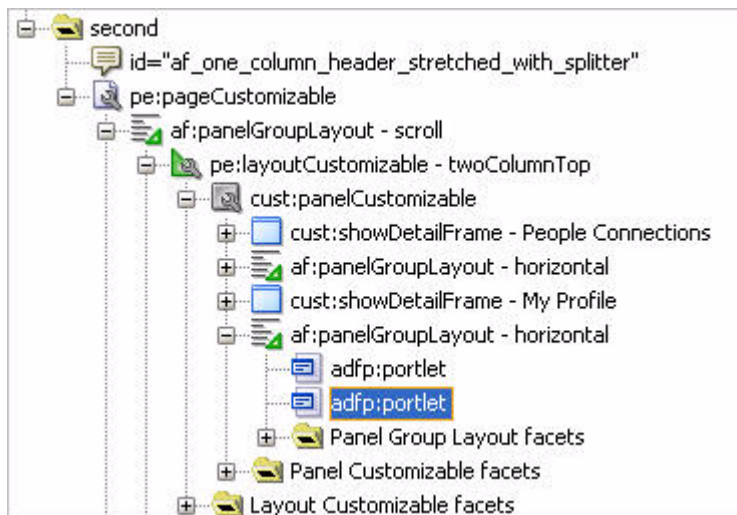 second
id="af_one_column_header_stretched_with_splitter"
pe:pageCustomizable
af:panelGroupLayout - scroll
pe:layoutCustomizable - twoColumnTop
cust:panelCustomizable
cust:showDetailFrame - People Connections
af:panelGroupLayout - horizontal
cust:showDetailFrame - My Profile
af:panelGroupLayout - horizontal
adfp:portlet
adfp:portlet
Panel Group Layout facets
Panel Customizable facets
Layout Customizable facets